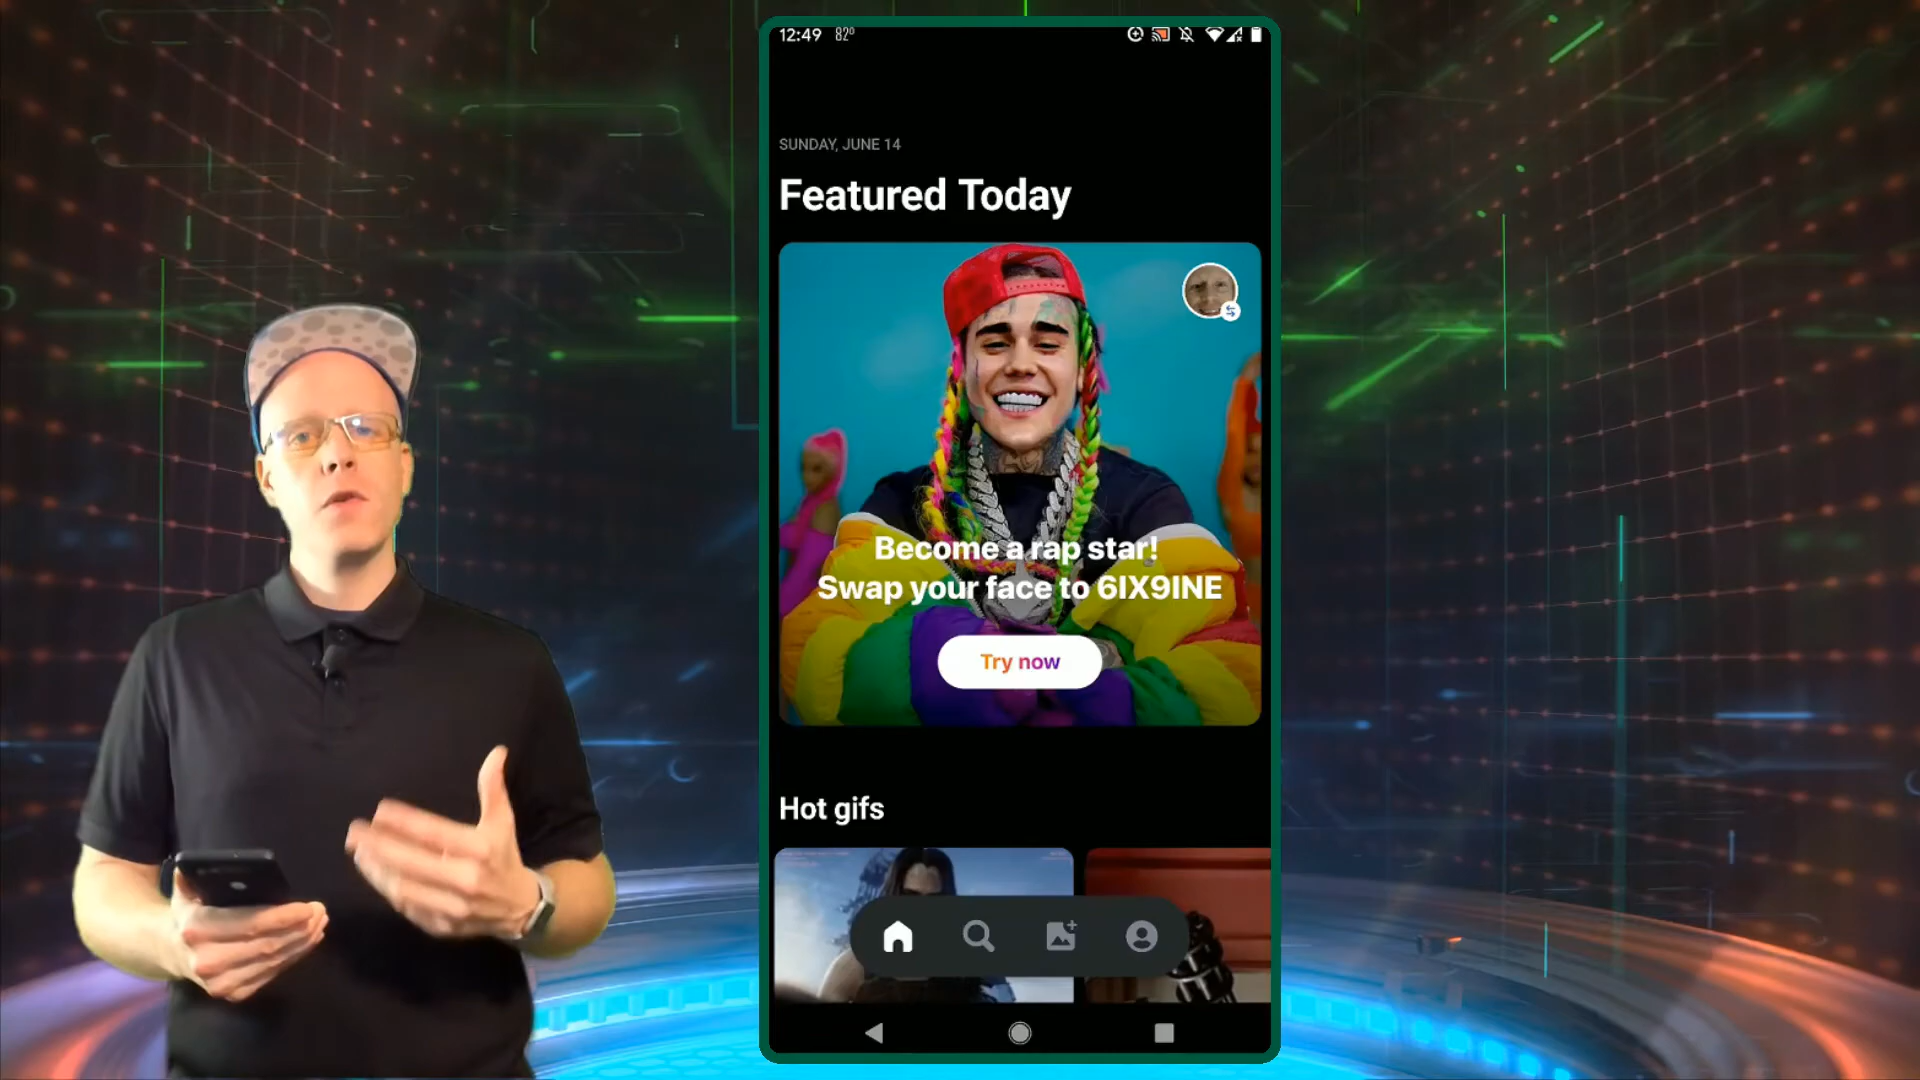 12:49 82°
SUNDAY, JUNE 14
Featured Today
Become a rap star!
Swap your face to 6IX9INE
Try now
Hot gifs